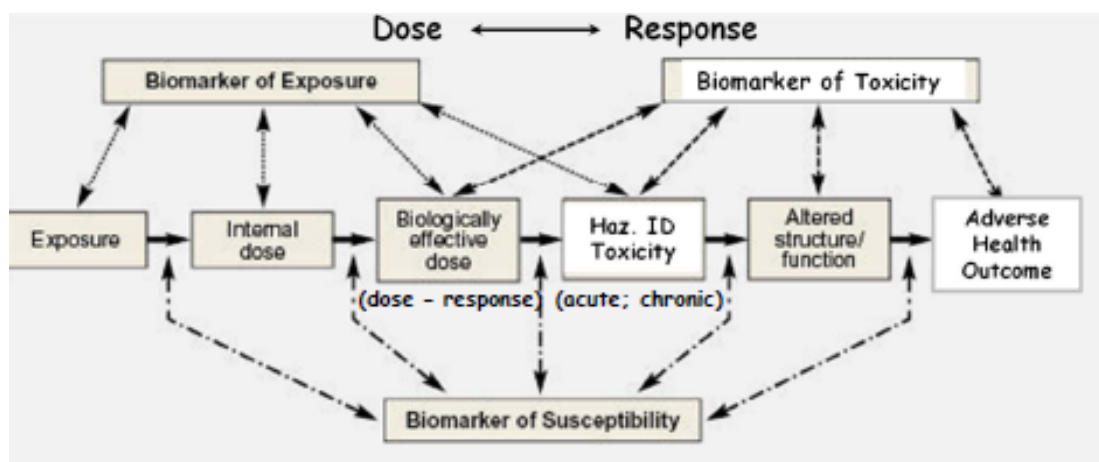 Dose Response
Biomarker of Exposure
Biomarker of Toxicity
Exposure
Internal
dose
Biologically
effective
dose
Haz. ID
Toxicity
Altered
structure/
function
Adverse
Health
Outcome
(dose - response) (acute; chronic)
Biomarker of Susceptibility